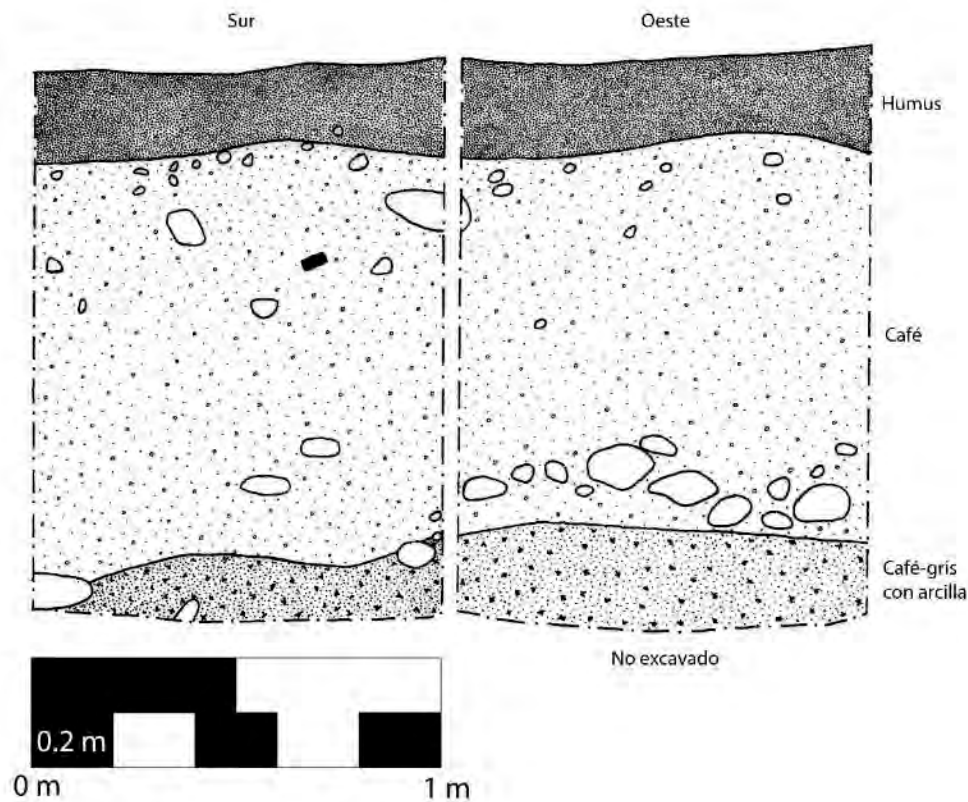 Sur
Oeste
Humus
Café
Café-gris
con arcilla
No excavado
0.2 m
0 m
1 m